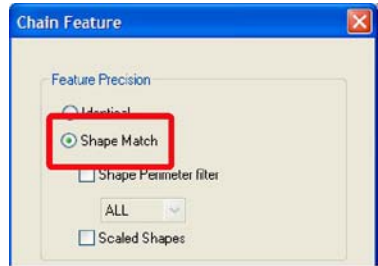 Chain Feature
Feature Precision
Identical
Shape Match
Shape Perimeter filter
ALL
Scaled Shapes